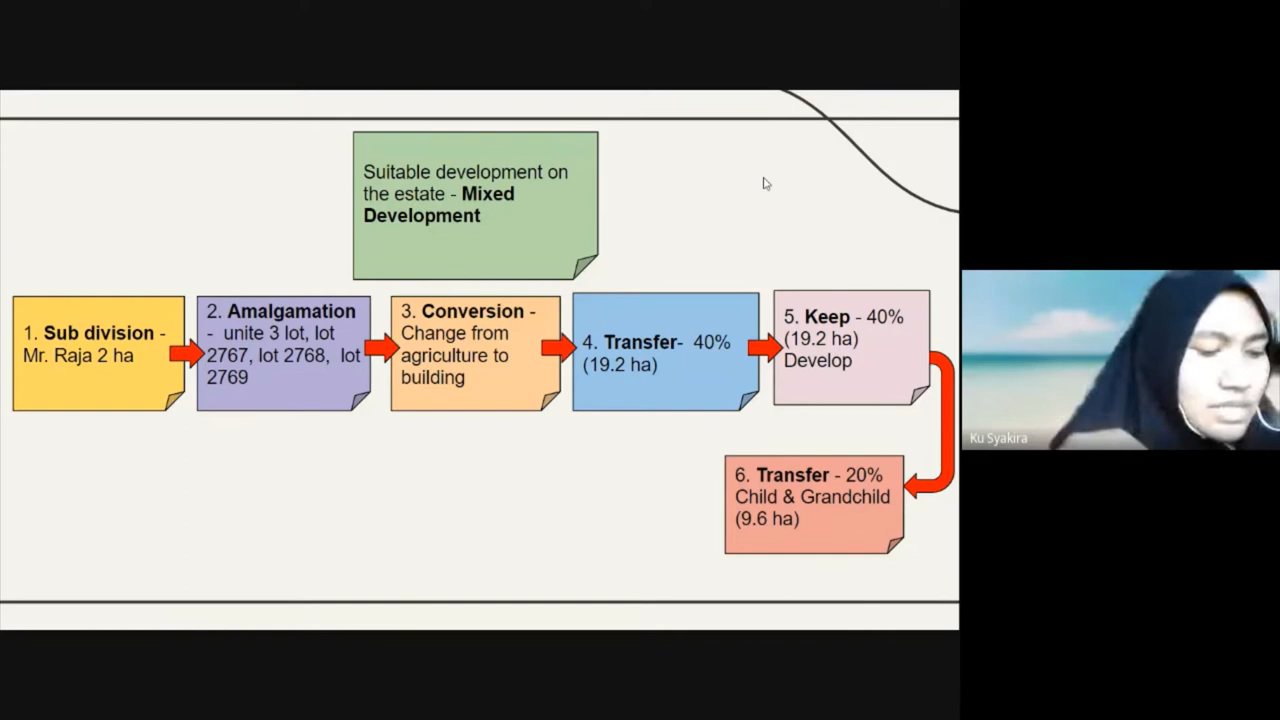 Suitable development on
the estate - Mixed
Development
1. Sub division -
Mr. Raja 2 ha
2. Amalgamation
- unite 3 lot, lot
2767, lot 2768, lot
2769
3. Conversion -
Change from
agriculture to
building
4. Transfer- 40%
(19.2 ha)
5. Keep - 40%
(19.2 ha)
Develop
6. Transfer - 20%
Child & Grandchild
(9.6 ha)
Ku Syakira